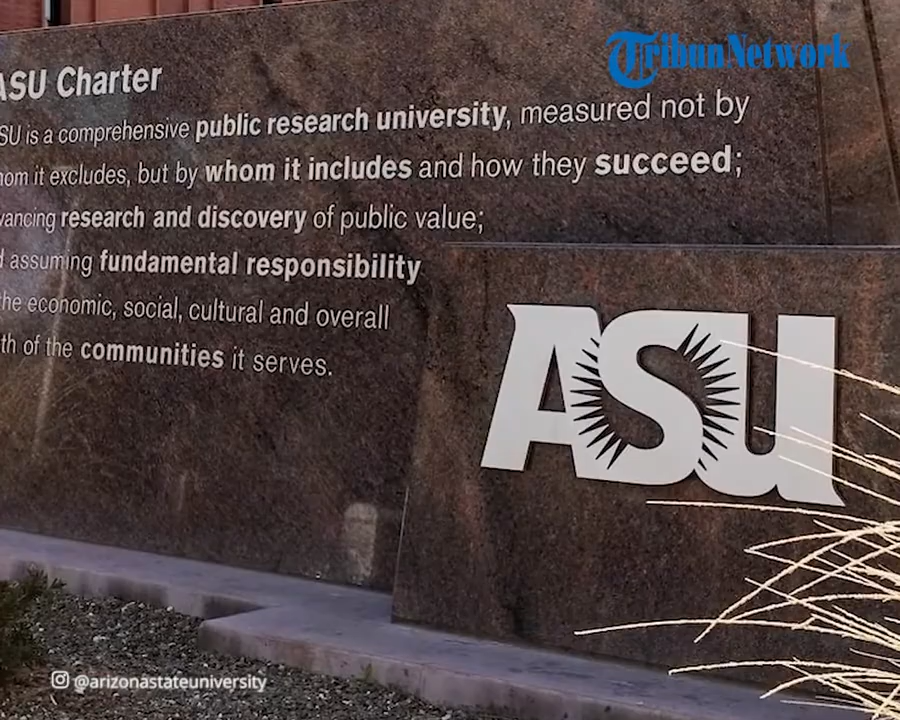 TribunNetwork
ASU Charter
SU is a comprehensive public research university, measured not by
hom it excludes, but by whom it includes and how they succeed;
vancing research and discovery of public value;
d assuming fundamental responsibility
the economic, social, cultural and overall
th of the communities it serves.
ASU
@arizonastateuniversity